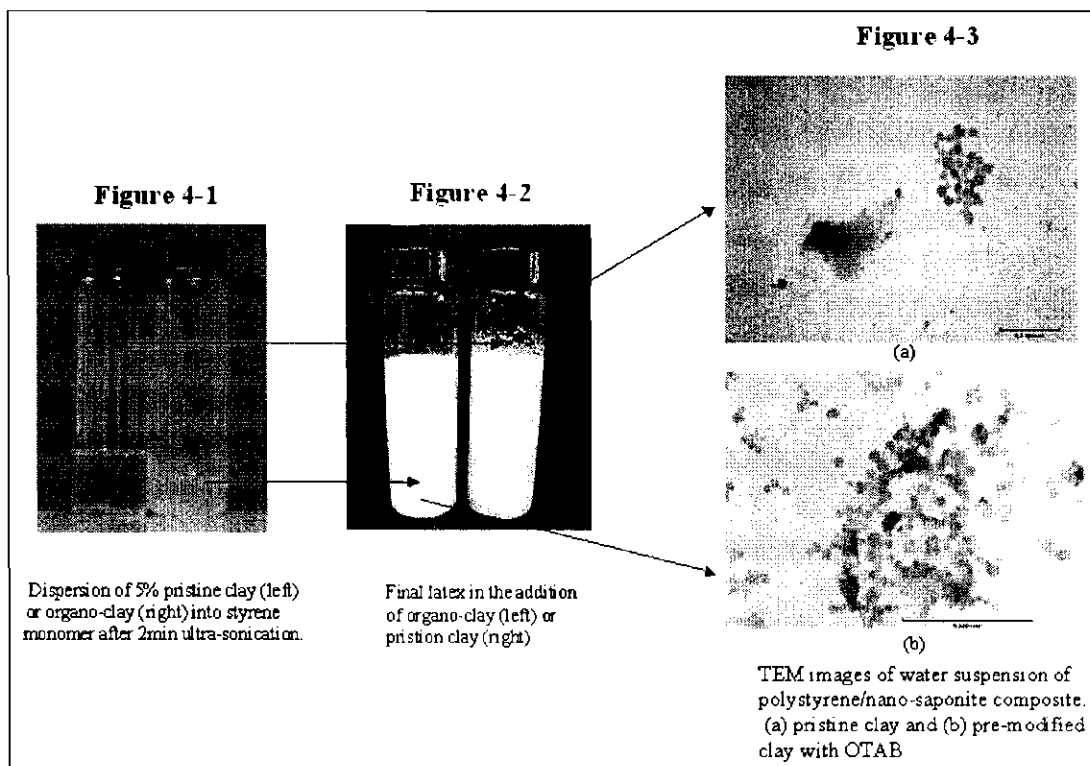 Figure 4-3
Figure 4-1
Figure 4-2
(a)
(b)
Dispersion of 5% pristine clay (left)
or organo-clay (right) into styrene
monomer after 2min ultra-sonication.
Final latex in the addition
of organo-clay (left) or
pristion clay (right)
TEM images of water suspension of
polystyrene/nano-saponite composite.
(a) pristine clay and (b) pre-modified
clay with OTAB